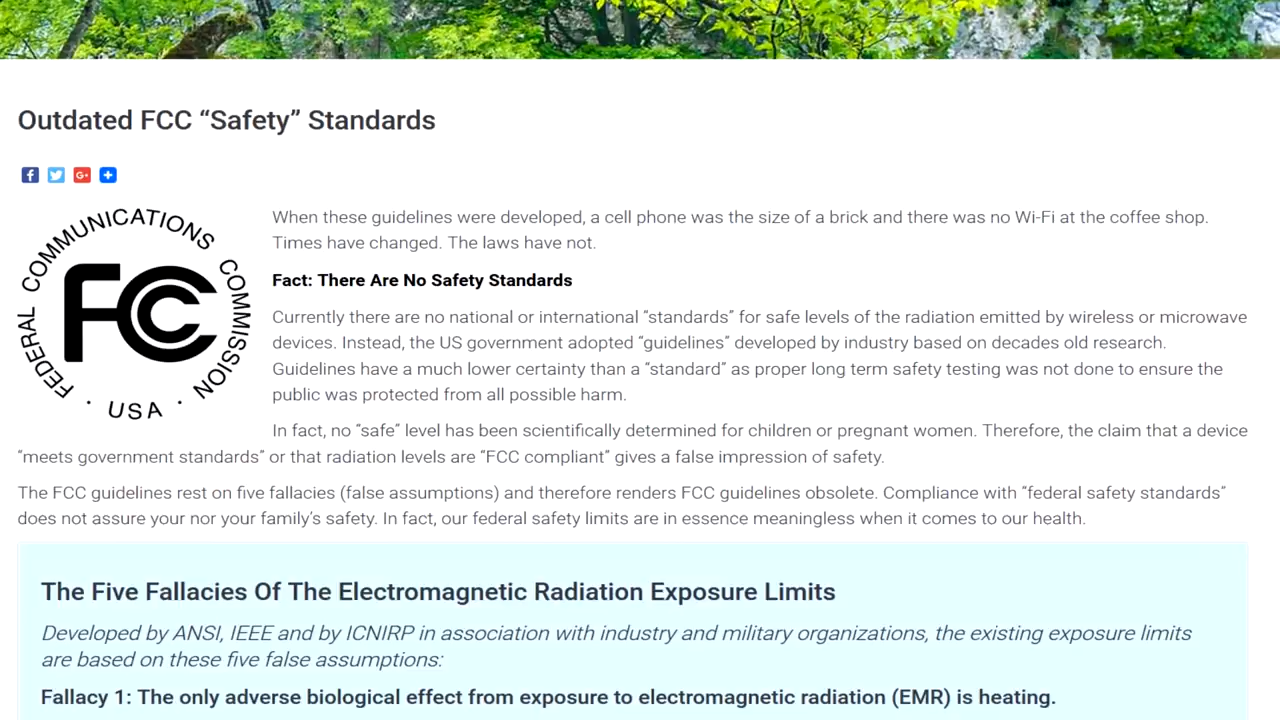 Outdated FCC “Safety” Standards
f
G+
FEDERAL COMMUNICATIONS COMMISSION
FCC
· USA ·
When these guidelines were developed, a cell phone was the size of a brick and there was no Wi-Fi at the coffee shop.
Times have changed. The laws have not.
Fact: There Are No Safety Standards
Currently there are no national or international “standards” for safe levels of the radiation emitted by wireless or microwave
devices. Instead, the US government adopted “guidelines” developed by industry based on decades old research.
Guidelines have a much lower certainty than a “standard” as proper long term safety testing was not done to ensure the
public was protected from all possible harm.
In fact, no “safe” level has been scientifically determined for children or pregnant women. Therefore, the claim that a device
“meets government standards” or that radiation levels are “FCC compliant” gives a false impression of safety.
The FCC guidelines rest on five fallacies (false assumptions) and therefore renders FCC guidelines obsolete. Compliance with “federal safety standards”
does not assure your nor your family’s safety. In fact, our federal safety limits are in essence meaningless when it comes to our health.
The Five Fallacies Of The Electromagnetic Radiation Exposure Limits
Developed by ANSI, IEEE and by ICNIRP in association with industry and military organizations, the existing exposure limits
are based on these five false assumptions:
Fallacy 1: The only adverse biological effect from exposure to electromagnetic radiation (EMR) is heating.